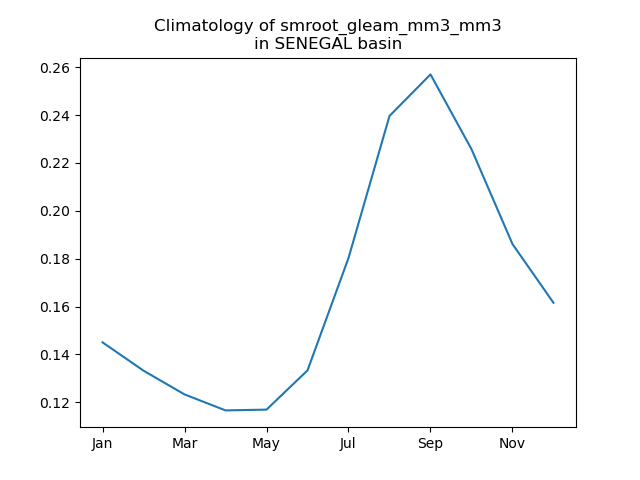 Climatology of smroot_gleam_mm3_mm3
in SENEGAL basin
0.26
0.24
0.22
0.20
0.18
0.16
0.14
0.12
Jan Mar May Jul Sep Nov